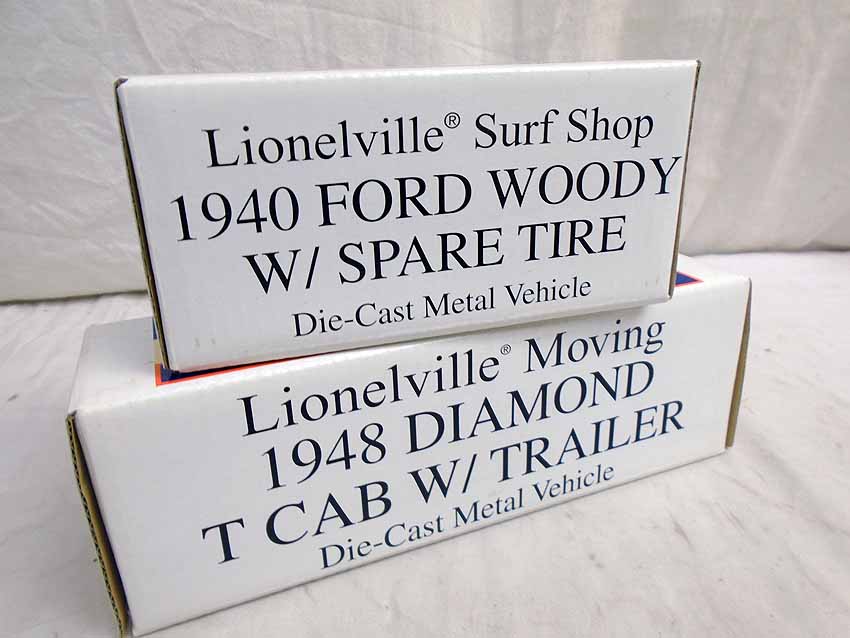 Lionelville® Surf Shop
1940 FORD WOODY
W/ SPARE TIRE
Die-Cast Metal Vehicle
Lionelville® Moving
1948 DIAMOND
T CAB W/ TRAILER
Die-Cast Metal Vehicle